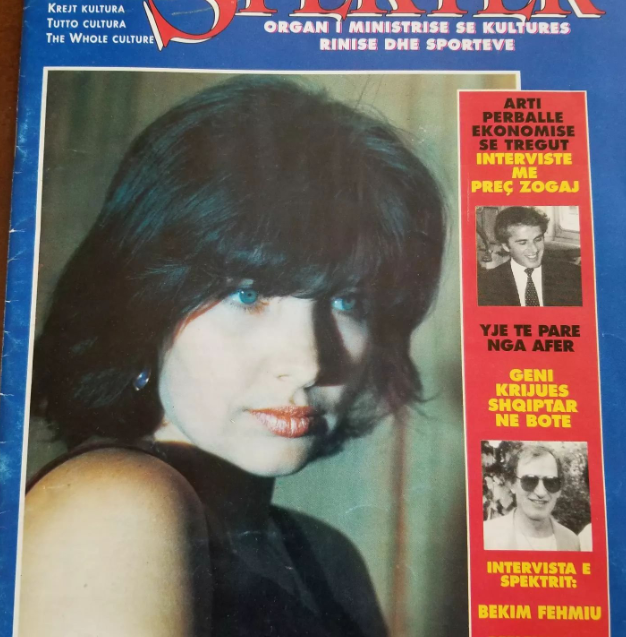 KREJT KULTURA
TUTTO CULTURA
THE WHOLE CULTURE
SPEKTER
ORGAN I MINISTRISE SE KULTURES
RINISE DHE SPORTEVE
ARTI
PERBALLE
EKONOMISE
SE TREGUT
INTERVISTE
ME
PREÇ ZOGAJ
YJE TE PARE
NGA AFER
GENI
KRIJUES
SHQIPTAR
NE BOTE
INTERVISTA E
SPEKTRIT:
BEKIM FEHMIU